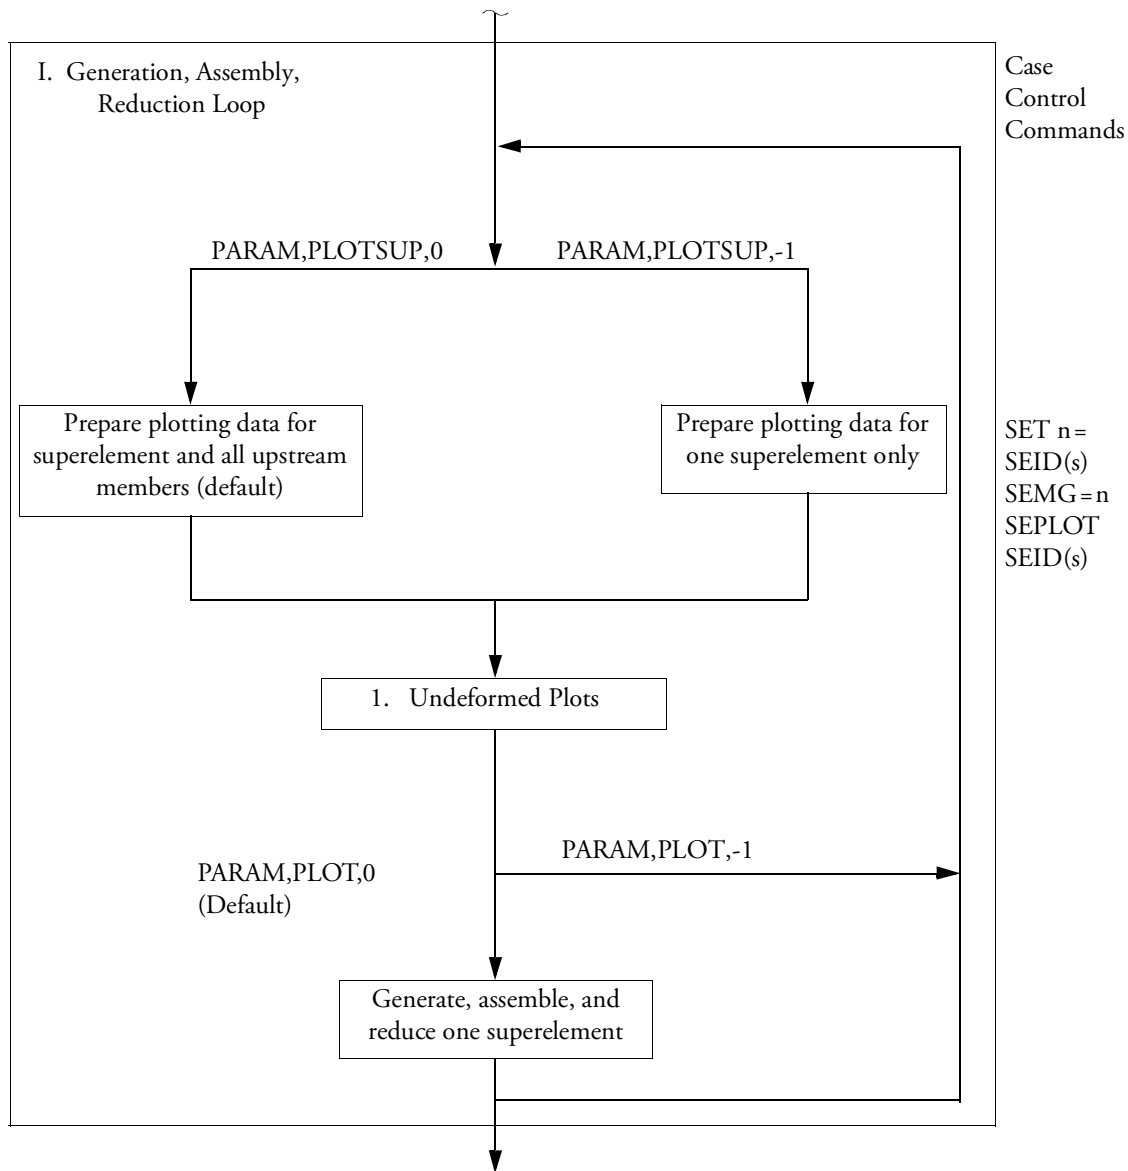 I. Generation, Assembly,
Reduction Loop
Case
Control
Commands
PARAM,PLOTSUP,0
PARAM,PLOTSUP,-1
Prepare plotting data for
superelement and all upstream
members (default)
Prepare plotting data for
one superelement only
SET n=
SEID(s)
SEMG=n
SEPLOT
SEID(s)
1. Undeformed Plots
PARAM,PLOT,-1
PARAM,PLOT,0
(Default)
Generate, assemble, and
reduce one superelement